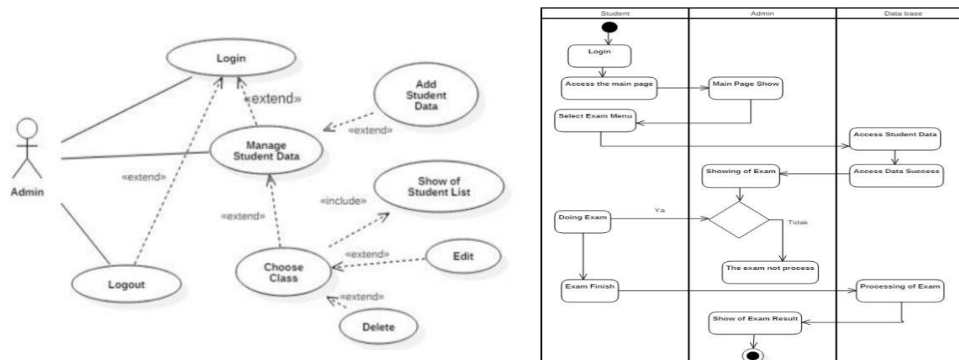 Login
«extend»
Add
Student
Data
«extend»
Manage
Student Data
Admin
«extend»
Show of
Student List
«include»
«extend»
«extend»
Choose
Class
Edit
Logout
«extend»
Delete
Student
Admin
Data base
Login
Access the main page
Main Page Show
Select Exam Menu
Access Student Data
Showing of Exam
Access Data Success
Doing Exam
Ya
Tidak
The exam not process
Exam Finish
Processing of Exam
Show of Exam Result